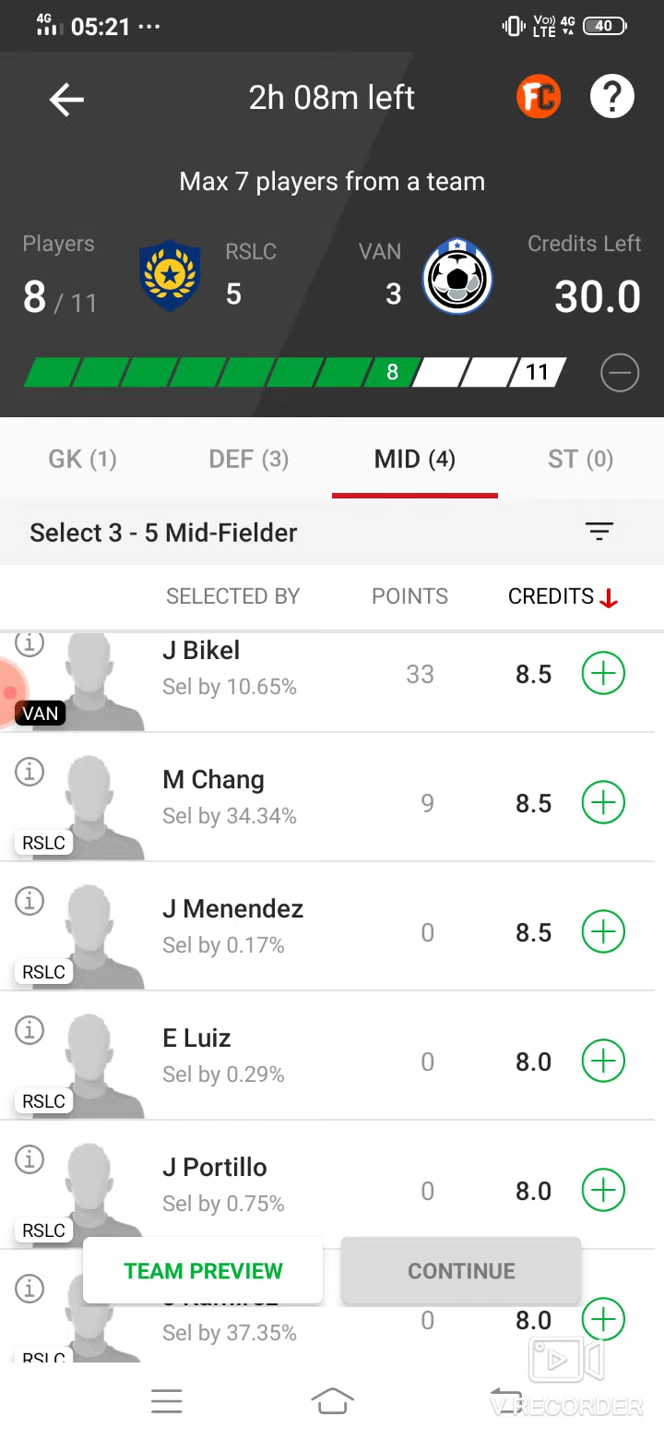 4G 05:21 ... Vo) LTE 4G 40
2h 08m left FC ?
Max 7 players from a team
Players RSLC VAN Credits Left
8 / 11 5 3 30.0
8 11
GK (1) DEF (3) MID (4) ST (0)
Select 3 - 5 Mid-Fielder
SELECTED BY POINTS CREDITS
J Bikel
Sel by 10.65% 33 8.5
VAN
M Chang
Sel by 34.34% 9 8.5
RSLC
J Menendez
Sel by 0.17% 0 8.5
RSLC
E Luiz
Sel by 0.29% 0 8.0
RSLC
J Portillo
Sel by 0.75% 0 8.0
RSLC
TEAM PREVIEW CONTINUE
Sel by 37.35% 0 8.0
RSLC
V RECORDER